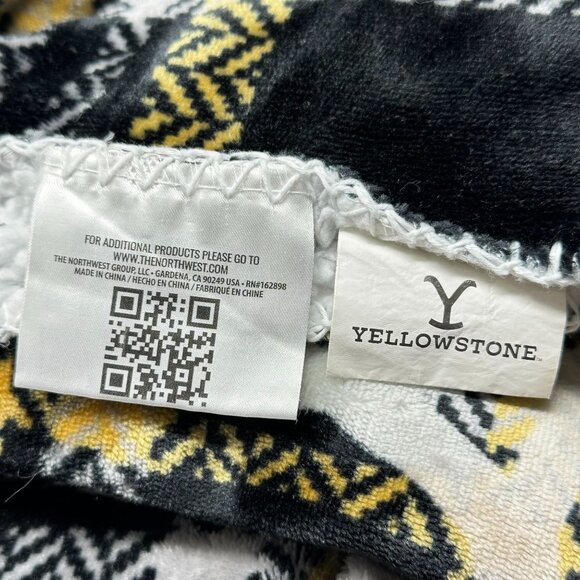 FOR ADDITIONAL PRODUCTS PLEASE GO TO
WWW.THENORTHWEST.COM
THE NORTHWEST GROUP, LLC • GARDENA, CA 90249 USA • RN#162898
MADE IN CHINA / HECHO EN CHINA / FABRIQUÉ EN CHINE
Y
YELLOWSTONE™